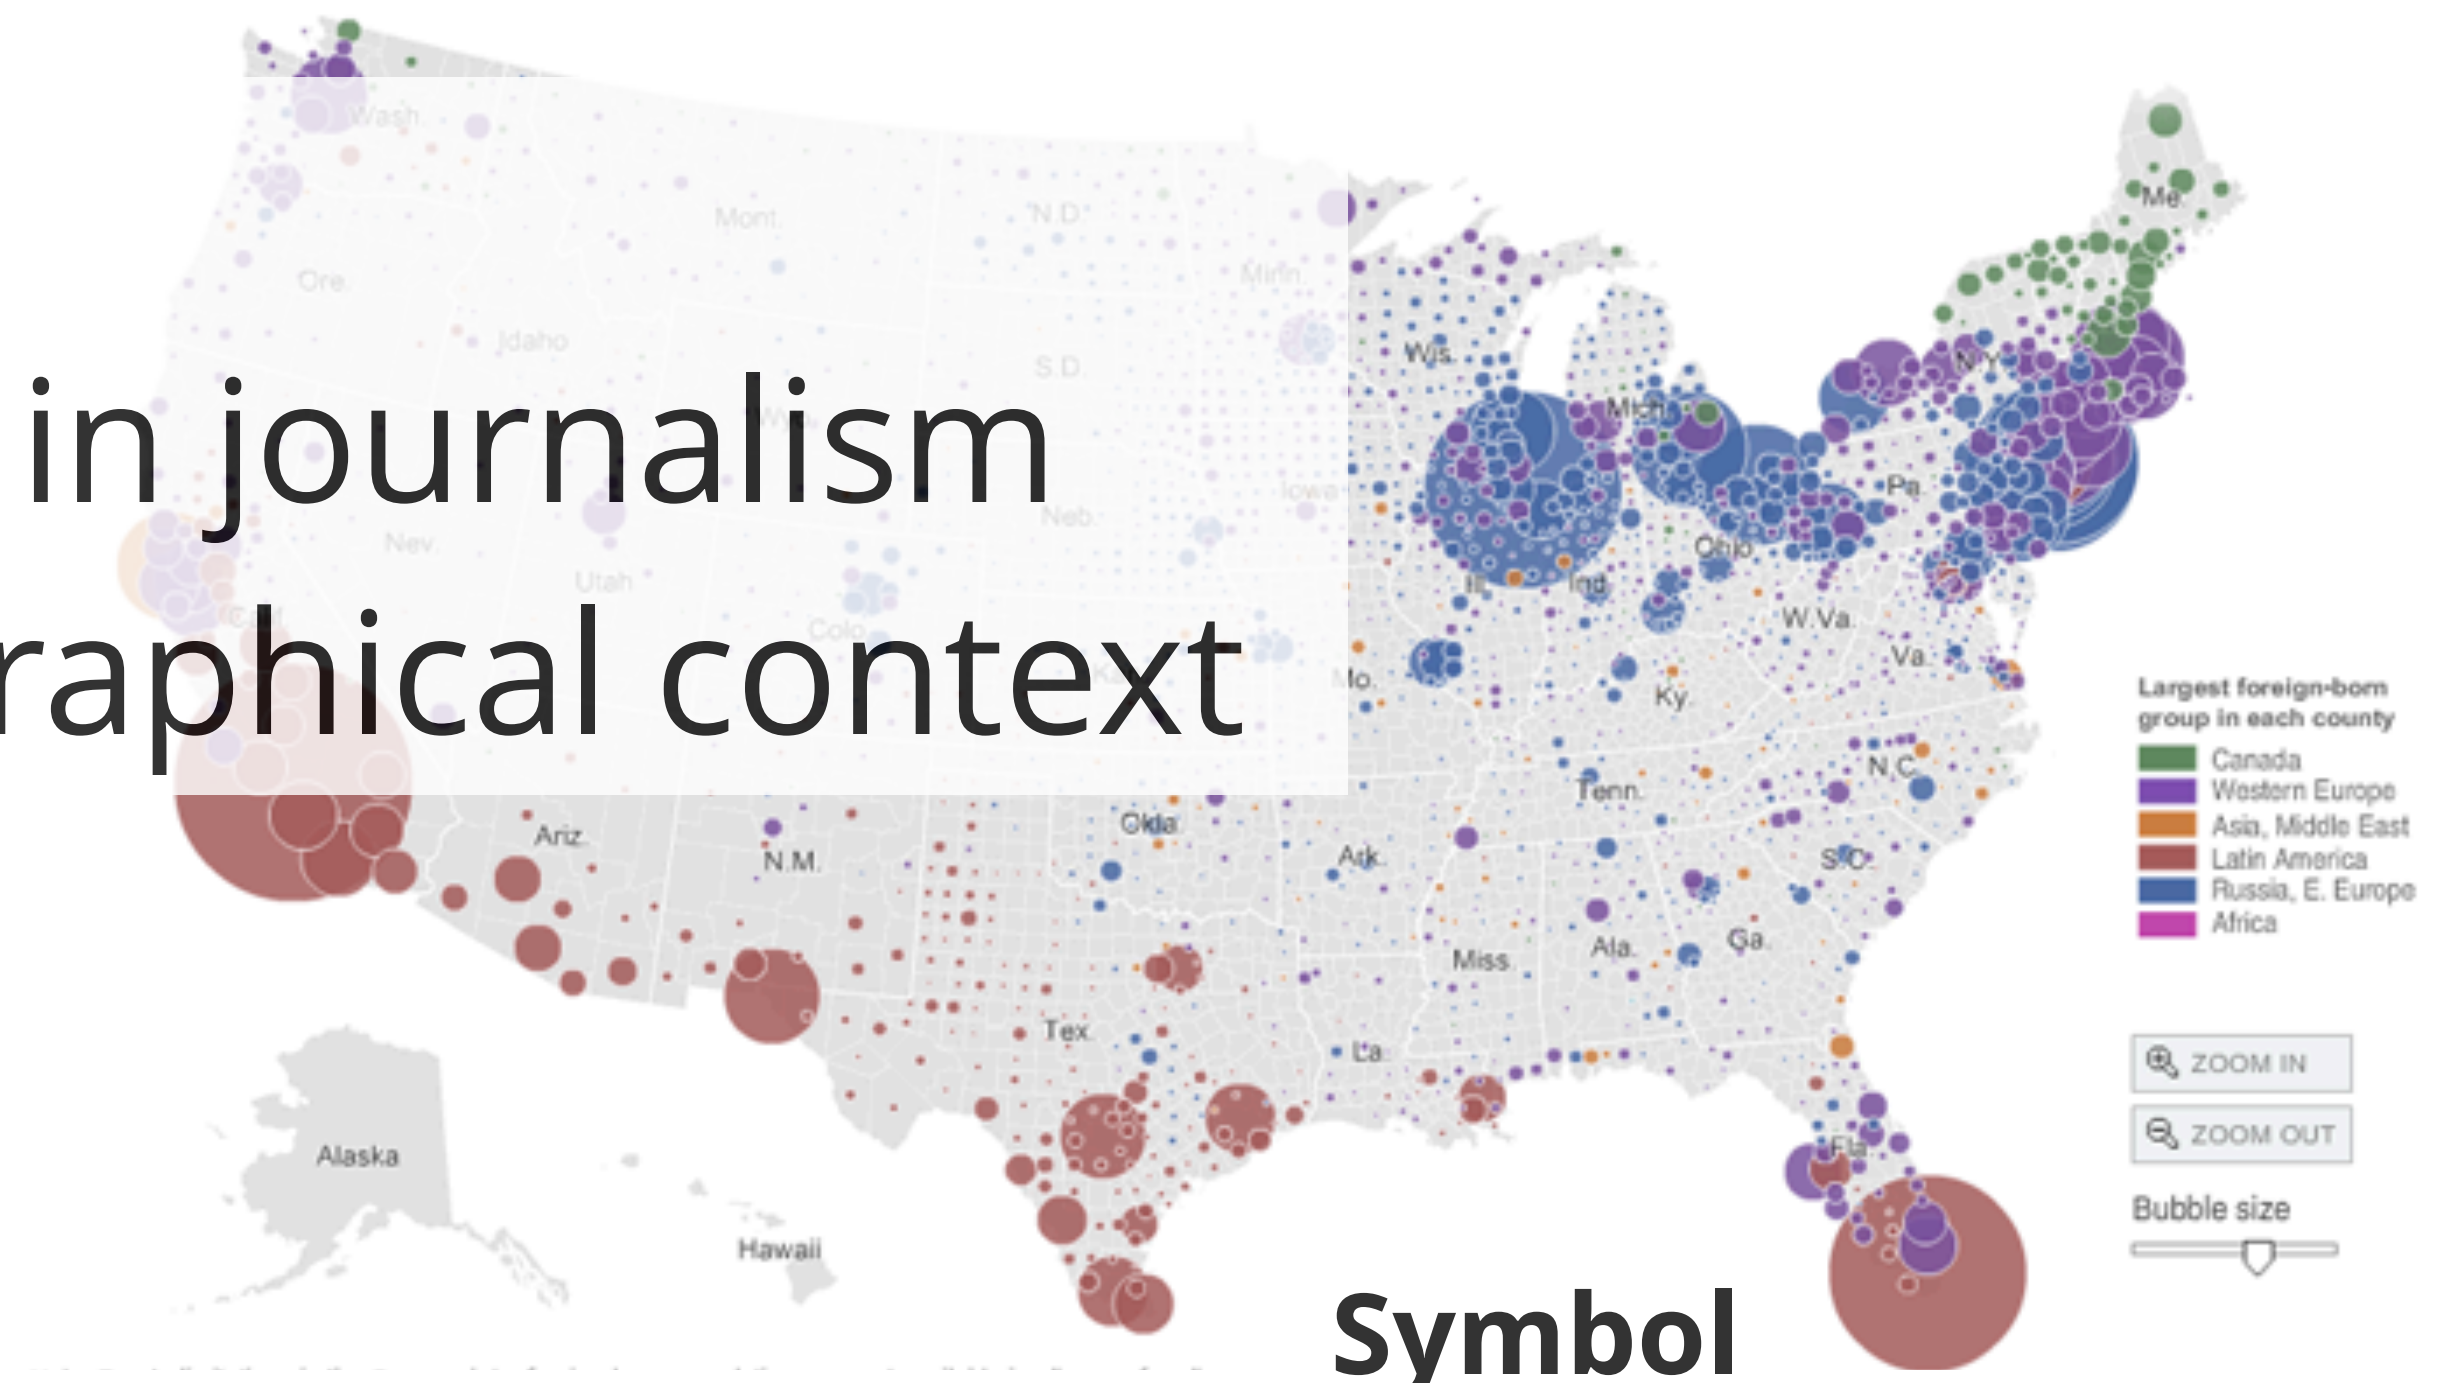 Wash.
Mont.
N.D.
Minn.
Me.
Ore.
Idaho
S.D.
Wis.
N.Y.
Mich.
in journalism
Wyo.
Iowa
Neb.
Pa.
Nev.
Utah
Ohio
Ill.
Ind.
Calif.
Colo.
W.Va.
raphical context
Mo.
Ky.
Va.
Largest foreign-born
group in each county
Canada
Western Europe
Asia, Middle East
Latin America
Russia, E. Europe
Africa
N.C.
Tenn.
Okla.
Ariz.
N.M.
Ark.
S.C.
Miss.
Ala.
Ga.
Tex.
La.
ZOOM IN
ZOOM OUT
Alaska
Fla.
Hawaii
Bubble size
Symbol